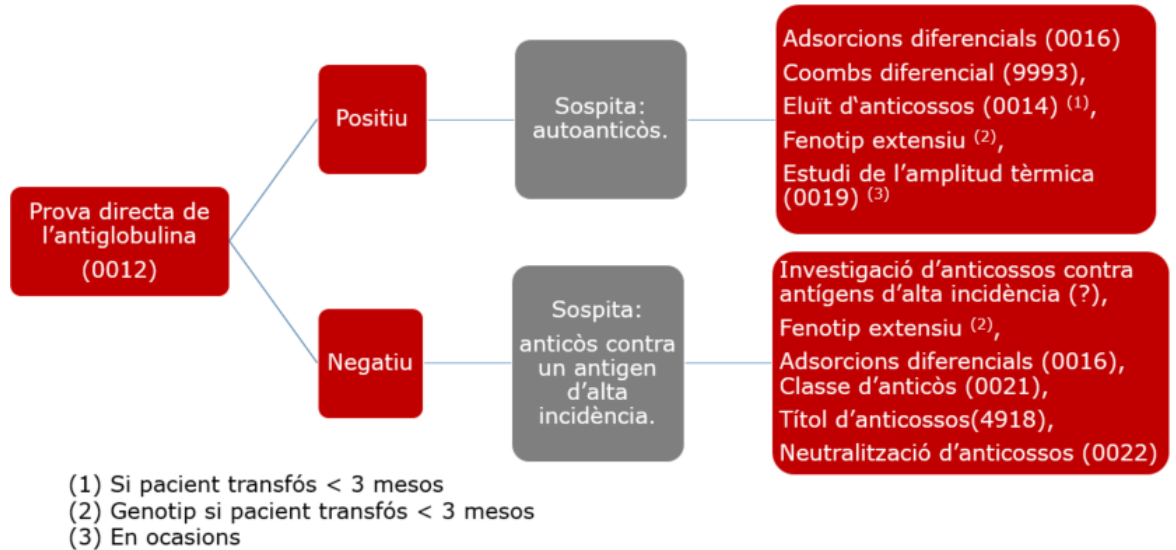 Prova directa de
l'antiglobulina
(0012)
Positiu
Sospita:
autoanticòs.
Adsorcions diferencials (0016)
Coombs diferencial (9993),
Eluït d'anticossos (0014) (1),
Fenotip extensiu (2),
Estudi de l'amplitud tèrmica
(0019) (3)
Negatiu
Sospita:
anticòs contra
un antigen
d'alta
incidència.
Investigació d'anticossos contra
antígens d'alta incidència (?),
Fenotip extensiu (2),
Adsorcions diferencials (0016),
Classe d'anticòs (0021),
Títol d'anticossos(4918),
Neutralització d'anticossos (0022)
(1) Si pacient transfós < 3 mesos
(2) Genotip si pacient transfós < 3 mesos
(3) En ocasions